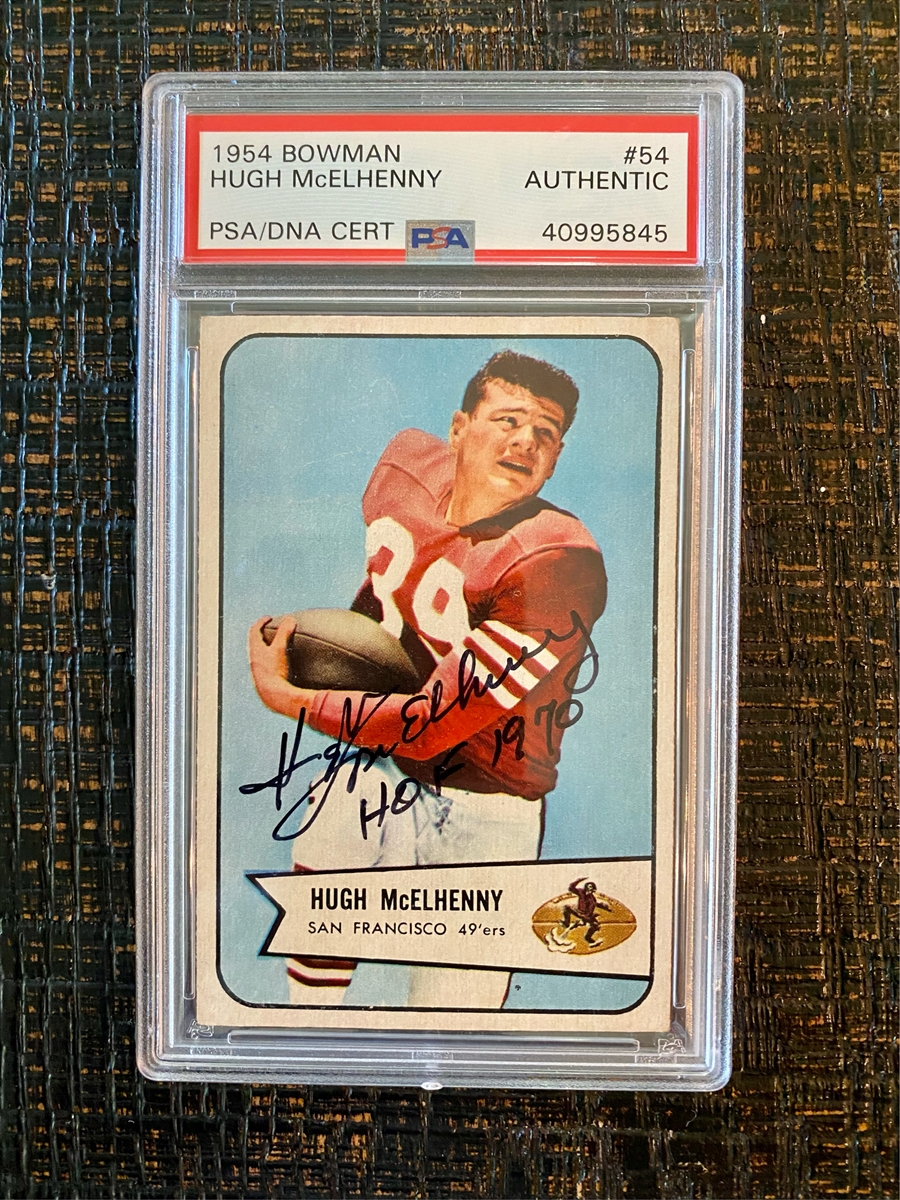 1954 BOWMAN #54
HUGH McELHENNY AUTHENTIC
PSA/DNA CERT PSA 40995845
39
Hugh McElhenny
HOF 1970
HUGH McELHENNY
SAN FRANCISCO 49'ers